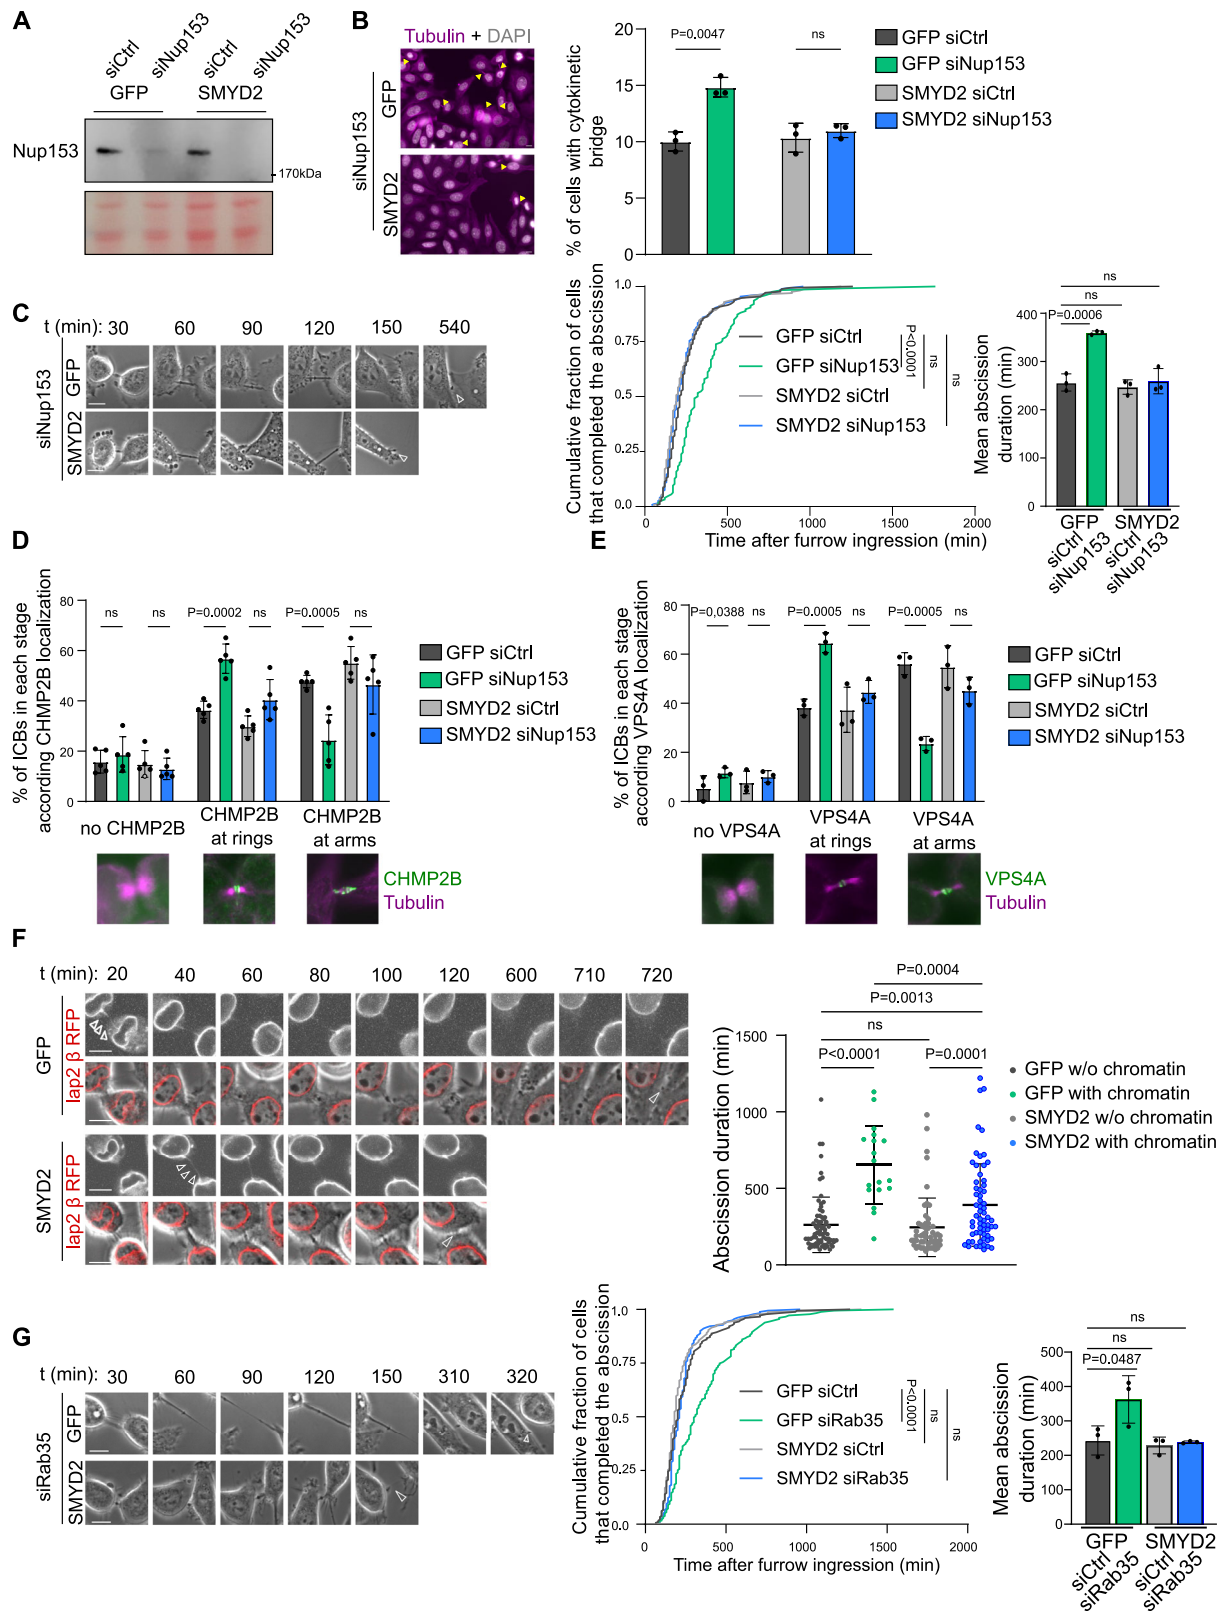 A
siCtrl
siNup153
siCtrl
siNup153
GFP
SMYD2
Nup153
170kDa
B
Tubulin + DAPI
siNup153
GFP
SMYD2
% of cells with cytokinetic
bridge
20
15
10
5
0
P=0.0047
ns
GFP siCtrl
GFP siNup153
SMYD2 siCtrl
SMYD2 siNup153
C
t (min): 30 60 90 120 150 540
siNup153
GFP
SMYD2
Cumulative fraction of cells
that completed the abscission
1.0
0.75
0.5
0.25
0.0
0 500 1000 1500 2000
Time after furrow ingression (min)
GFP siCtrl
GFP siNup153
SMYD2 siCtrl
SMYD2 siNup153
P<0.0001
ns
ns
Mean abscission
duration (min)
400
300
200
100
0
ns
ns
P=0.0006
GFP
SMYD2
siCtrl
siNup153
siCtrl
siNup153
D
% of ICBs in each stage
according CHMP2B localization
80
60
40
20
0
ns
ns
P=0.0002
ns
P=0.0005
ns
GFP siCtrl
GFP siNup153
SMYD2 siCtrl
SMYD2 siNup153
no CHMP2B
CHMP2B
at rings
CHMP2B
at arms
CHMP2B
Tubulin
E
% of ICBs in each stage
according VPS4A localization
80
60
40
20
0
P=0,0388
ns
P=0.0005
ns
P=0.0005
ns
GFP siCtrl
GFP siNup153
SMYD2 siCtrl
SMYD2 siNup153
no VPS4A
VPS4A
at rings
VPS4A
at arms
VPS4A
Tubulin
F
t (min): 20 40 60 80 100 120 600 710 720
GFP
lap2 β RFP
SMYD2
lap2 β RFP
Abscission duration (min)
1500
1000
500
0
P=0.0004
P=0.0013
ns
P<0.0001
P=0.0001
GFP w/o chromatin
GFP with chromatin
SMYD2 w/o chromatin
SMYD2 with chromatin
G
t (min): 30 60 90 120 150 310 320
siRab35
GFP
SMYD2
Cumulative fraction of cells
that completed the abscission
1.0
0.75
0.5
0.25
0.0
0 500 1000 1500 2000
Time after furrow ingression (min)
GFP siCtrl
GFP siRab35
SMYD2 siCtrl
SMYD2 siRab35
P<0.0001
ns
ns
Mean abscission
duration (min)
500
400
300
200
100
0
ns
ns
P=0.0487
GFP
SMYD2
siCtrl
siRab35
siCtrl
siRab35